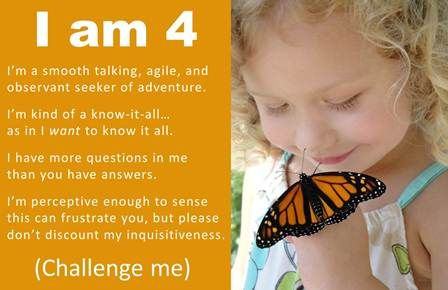 I am 4
I'm a smooth talking, agile, and
observant seeker of adventure.
I'm kind of a know-it-all…
as in I want to know it all.
I have more questions in me
than you have answers.
I'm perceptive enough to sense
this can frustrate you, but please
don't discount my inquisitiveness.
(Challenge me)